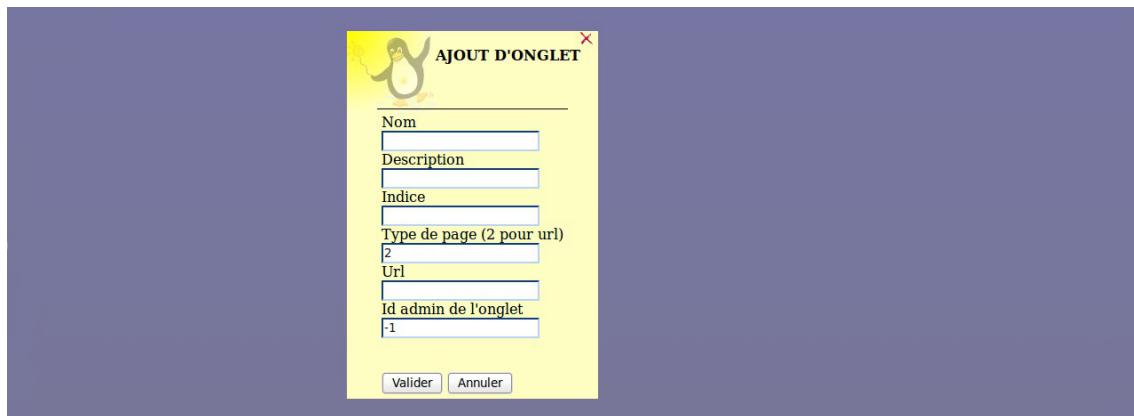 AJOUT D'ONGLET
Nom
Description
Indice
Type de page (2 pour url)
2
Url
Id admin de l'onglet
-1
Valider Annuler